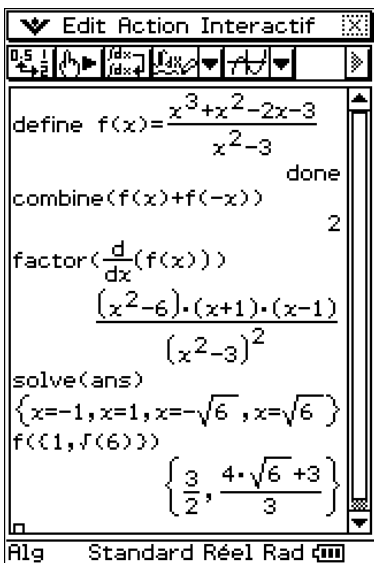 Edit Action Interactif
define f(x)=(x^3+x^2-2x-3)/(x^2-3)
done
combine(f(x)+f(-x))
2
factor(d/dx(f(x)))
((x^2-6)·(x+1)·(x-1))/(x^2-3)^2
solve(ans)
{x=-1,x=1,x=-√6,x=√6}
f({1,√(6)})
{3/2,(4·√6+3)/3}
Alg Standard Réel Rad